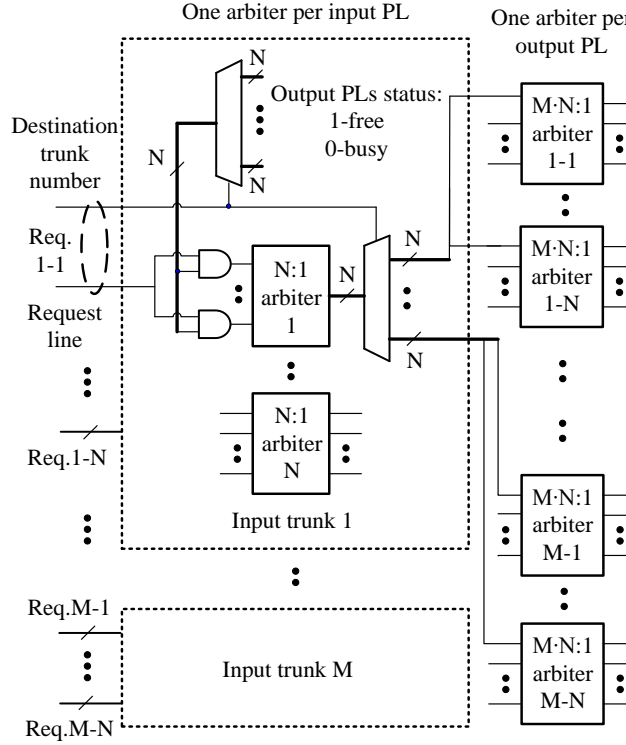 One arbiter per input PL
One arbiter per
output PL
N
Output PLs status:
1-free
0-busy
N
N
Destination
trunk
number
Req.
1-1
Request
line
N:1
arbiter
1
N
N
N
M·N:1
arbiter
1-1
M·N:1
arbiter
1-N
N:1
arbiter
N
Req.1-N
Input trunk 1
M·N:1
arbiter
M-1
Req.M-1
Input trunk M
Req.M-N
M·N:1
arbiter
M-N